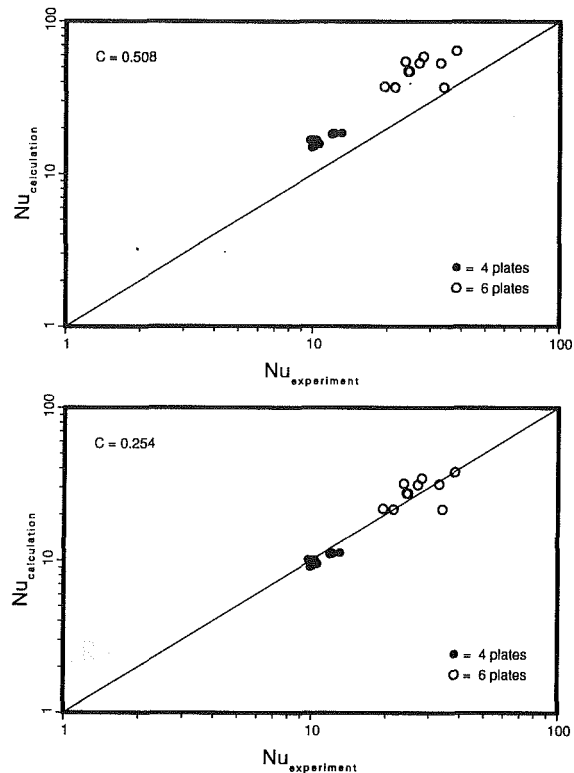 100
C = 0.508
10
Nu calculation
= 4 plates
= 6 plates
1
1 10 100
Nu experiment
100
C = 0.254
10
Nu calculation
= 4 plates
= 6 plates
1
1 10 100
Nu experiment